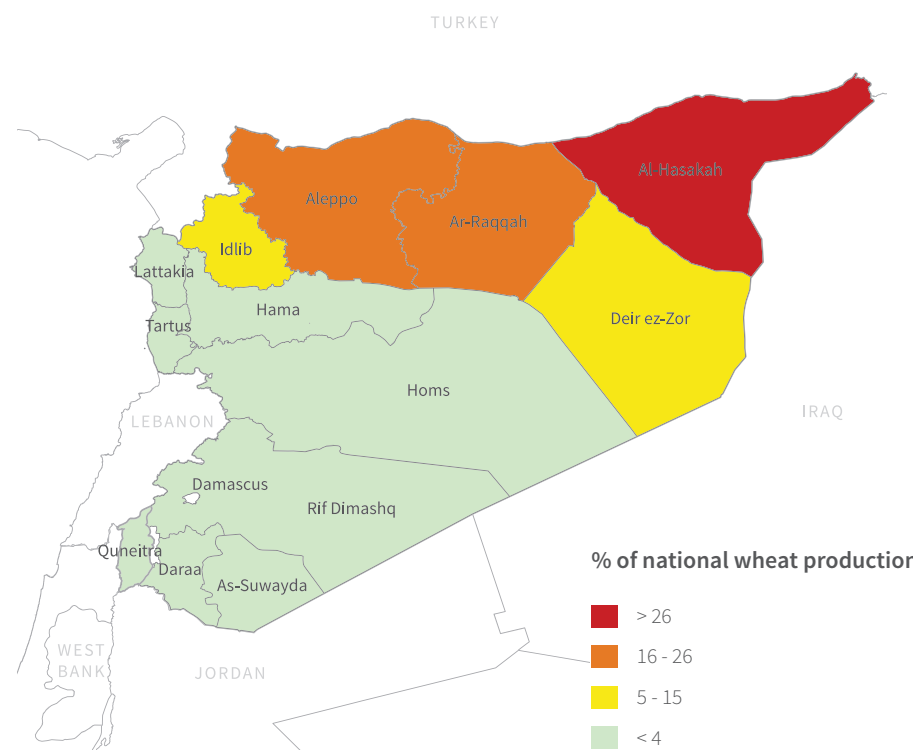 TURKEY
Al-Hasakah
Aleppo
Ar-Raqqah
Idlib
Lattakia
Hama
Deir ez-Zor
Tartus
Homs
IRAQ
LEBANON
Damascus
Rif Dimashq
Quneitra
Daraa
As-Suwayda
% of national wheat production
> 26
16 - 26
5 - 15
< 4
WEST
BANK
JORDAN